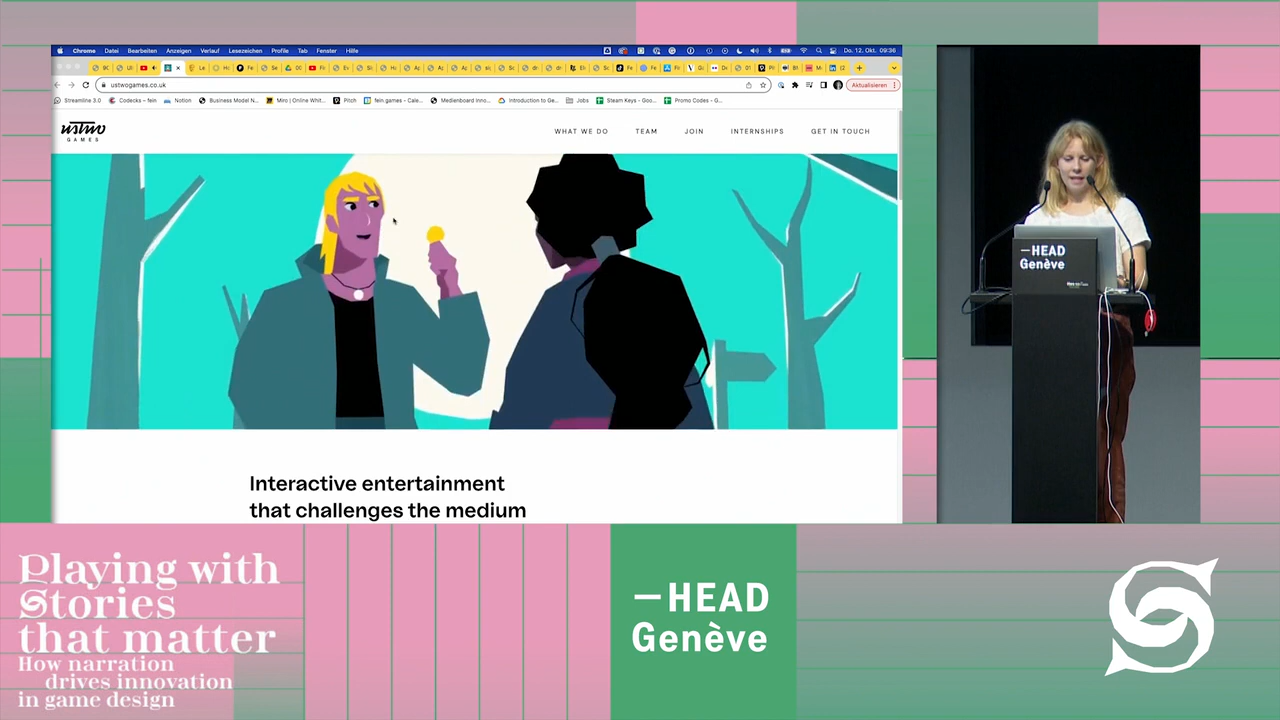 Chrome Datei Bearbeiten Anzeigen Verlauf Lesezeichen Profile Tab Fenster Hilfe
Do. 12. Okt. 09:36
ustwogames.co.uk
Aktualisieren
Streamline 3.0 Codecks – fein Notion Business Model N... Miro | Online Whit... Pitch fein.games - Cale... Medienboard Inno... Introduction to Ge... Jobs Steam Keys - Goo... Promo Codes - G...
ustwo
GAMES
WHAT WE DO TEAM JOIN INTERNSHIPS GET IN TOUCH
Interactive entertainment
that challenges the medium
—HEAD
Genève
Playing with
Stories
that matter
How narration
drives innovation
in game design
—HEAD
Genève